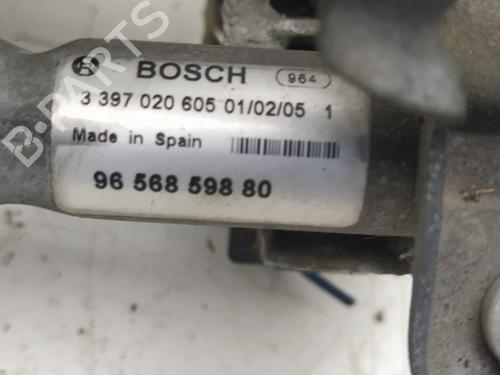 BOSCH 964
3 397 020 605 01/02/05 1
Made in Spain
96 568 598 80
B-PARTS